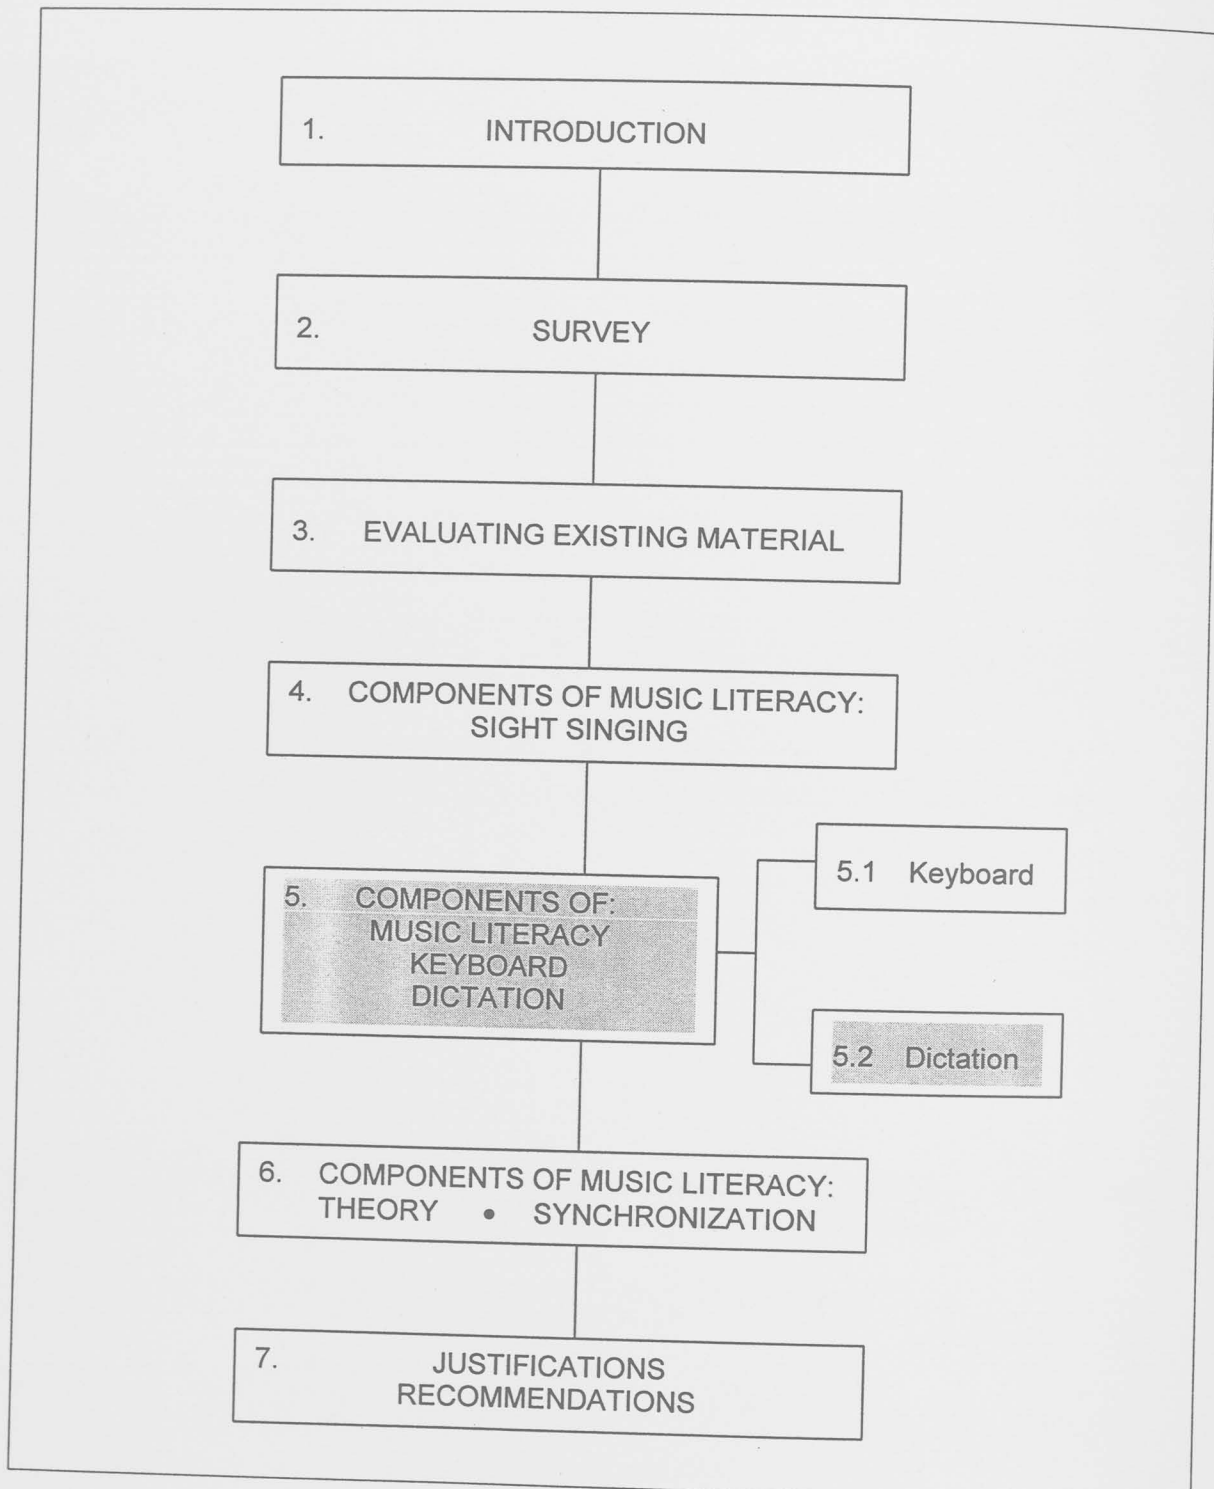 1. INTRODUCTION
2. SURVEY
3. EVALUATING EXISTING MATERIAL
4. COMPONENTS OF MUSIC LITERACY:
SIGHT SINGING
5. COMPONENTS OF:
MUSIC LITERACY
KEYBOARD
DICTATION
5.1 Keyboard
5.2 Dictation
6. COMPONENTS OF MUSIC LITERACY:
THEORY • SYNCHRONIZATION
7. JUSTIFICATIONS
RECOMMENDATIONS